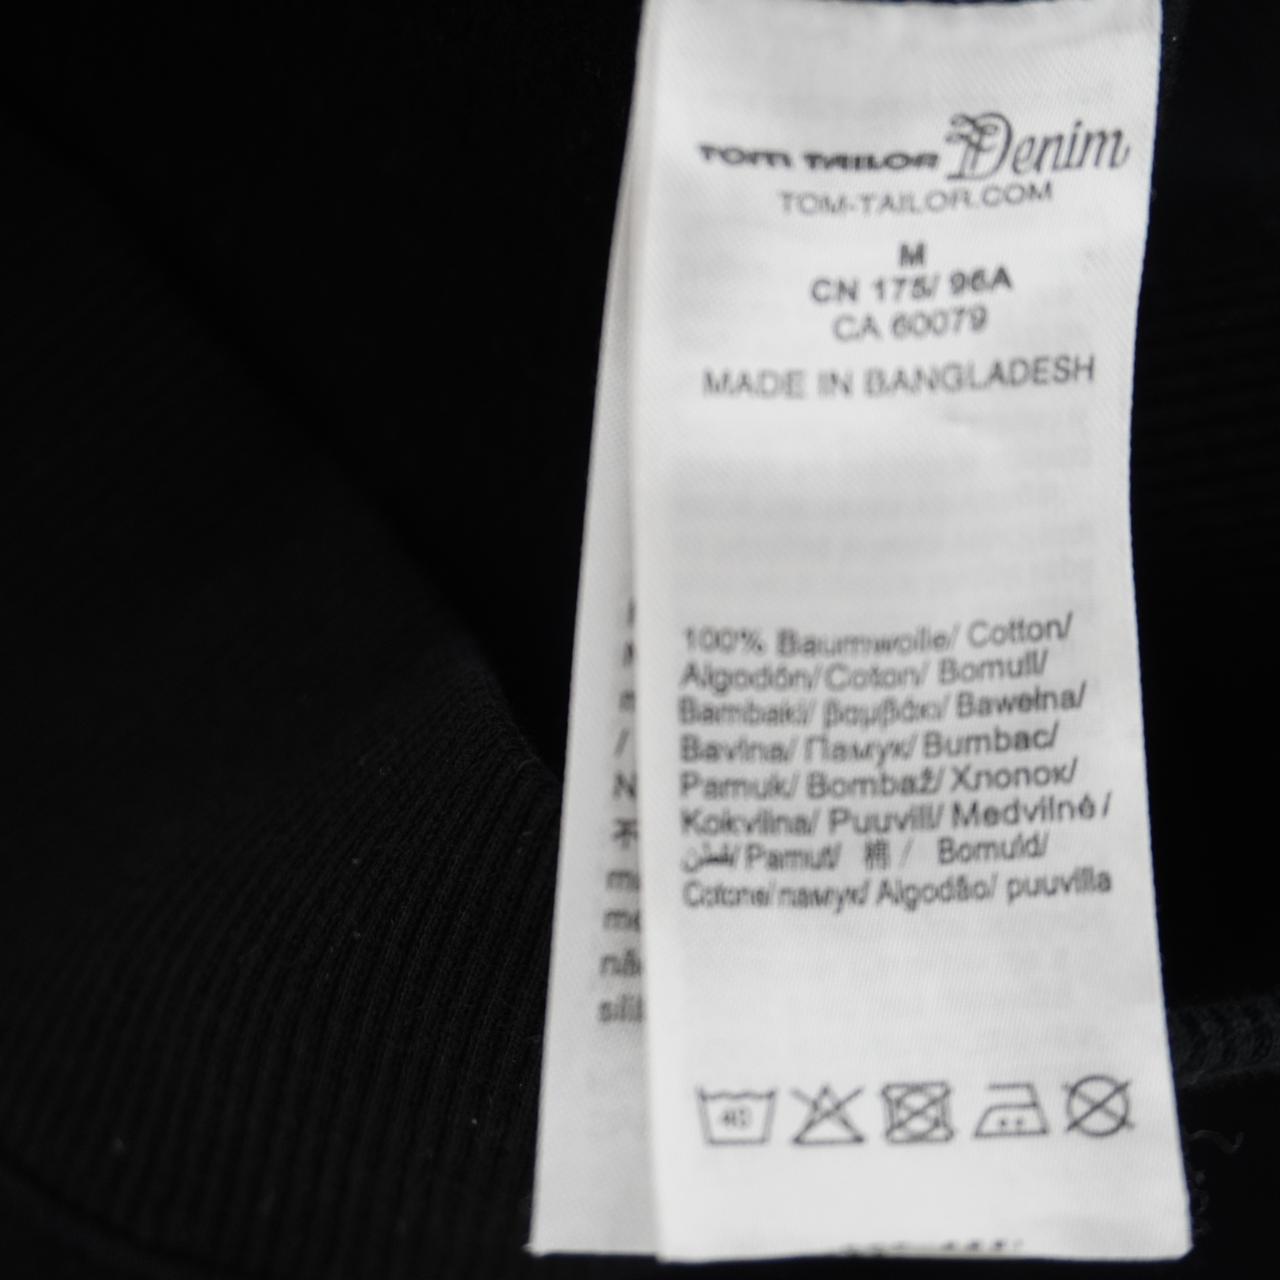 TOM TAILOR Denim
TOM-TAILOR.COM
M
CN 175/ 96A
CA 60079
MADE IN BANGLADESH
100% Baumwolle/ Cotton/
Algodón/ Coton/ Bomull/
Bambaki/ βαμβάκι/ Bawełna/
Bavlna/ Памук/ Bumbac/
Pamuk/ Bombaž/ Хлопок/
Kokvilna/ Puuvill/ Medvilnė/
قطن/ Pamut/ 棉 / Bomuld/
Cotone/ памук/ Algodão/ puuvilla
40